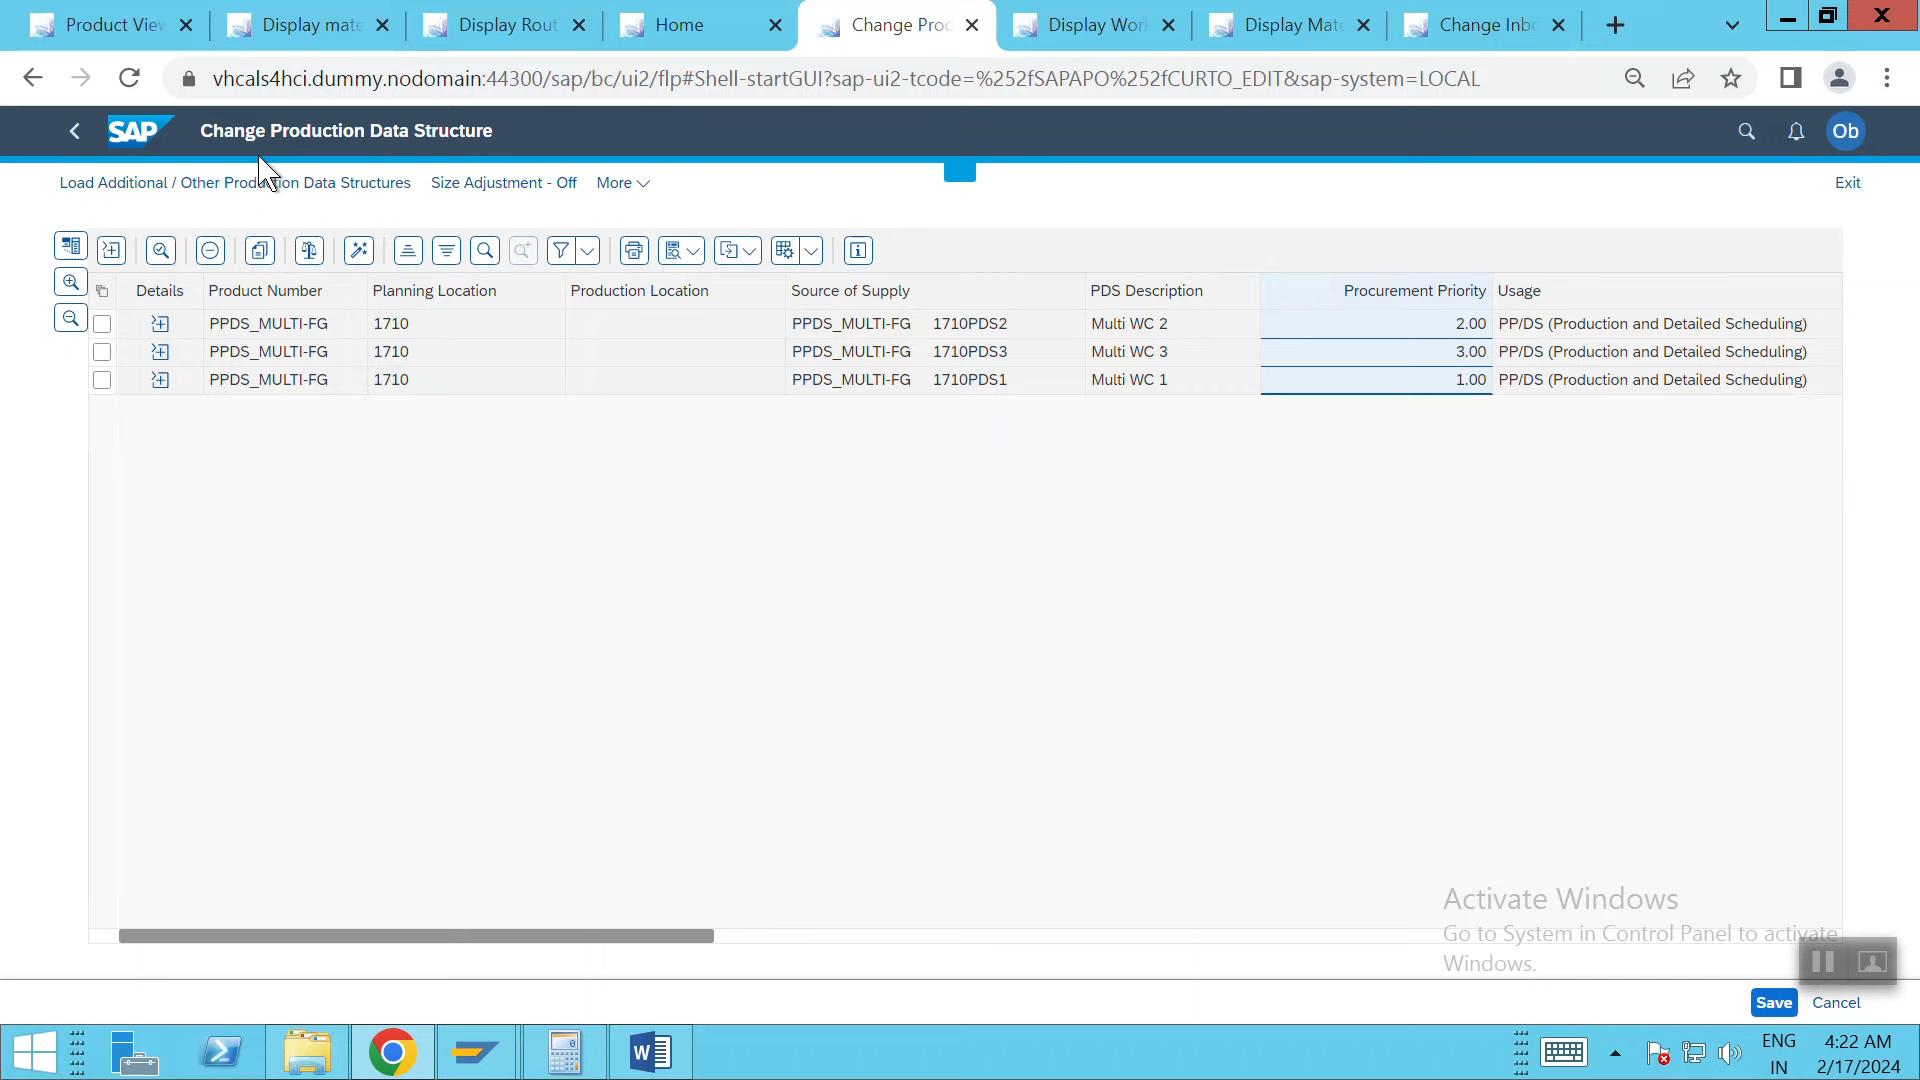 Product View
Display mate
Display Rout
Home
Change Proc
Display Wor
Display Mate
Change Inbo
vhcals4hci.dummy.nodomain:44300/sap/bc/ui2/flp#Shell-startGUI?sap-ui2-tcode=%252fSAPAPO%252fCURTO_EDIT&sap-system=LOCAL
SAP Change Production Data Structure
Ob
Load Additional / Other Production Data Structures Size Adjustment - Off More Exit
Details Product Number Planning Location Production Location Source of Supply PDS Description Procurement Priority Usage
PPDS_MULTI-FG 1710 PPDS_MULTI-FG 1710PDS2 Multi WC 2 2.00 PP/DS (Production and Detailed Scheduling)
PPDS_MULTI-FG 1710 PPDS_MULTI-FG 1710PDS3 Multi WC 3 3.00 PP/DS (Production and Detailed Scheduling)
PPDS_MULTI-FG 1710 PPDS_MULTI-FG 1710PDS1 Multi WC 1 1.00 PP/DS (Production and Detailed Scheduling)
Activate Windows
Go to System in Control Panel to activate
Windows.
Save Cancel
ENG 4:22 AM
IN 2/17/2024